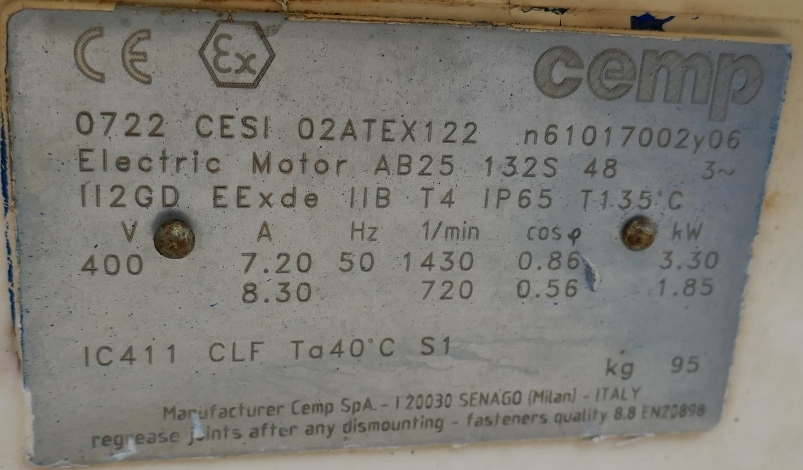 CE Ex cemp
0722 CESI 02ATEX122 n61017002y06
Electric Motor AB25 132S 48 3~
II2GD EExde IIB T4 IP65 T135°C
V A Hz 1/min cosφ kW
400 7.20 50 1430 0.86 3.30
8.30 720 0.56 1.85
IC411 CLF Ta40°C S1
kg 95
Manufacturer Cemp SpA. - I 20030 SENAGO (Milan) - ITALY
regrease joints after any dismounting - fasteners quality 8.8 EN20898